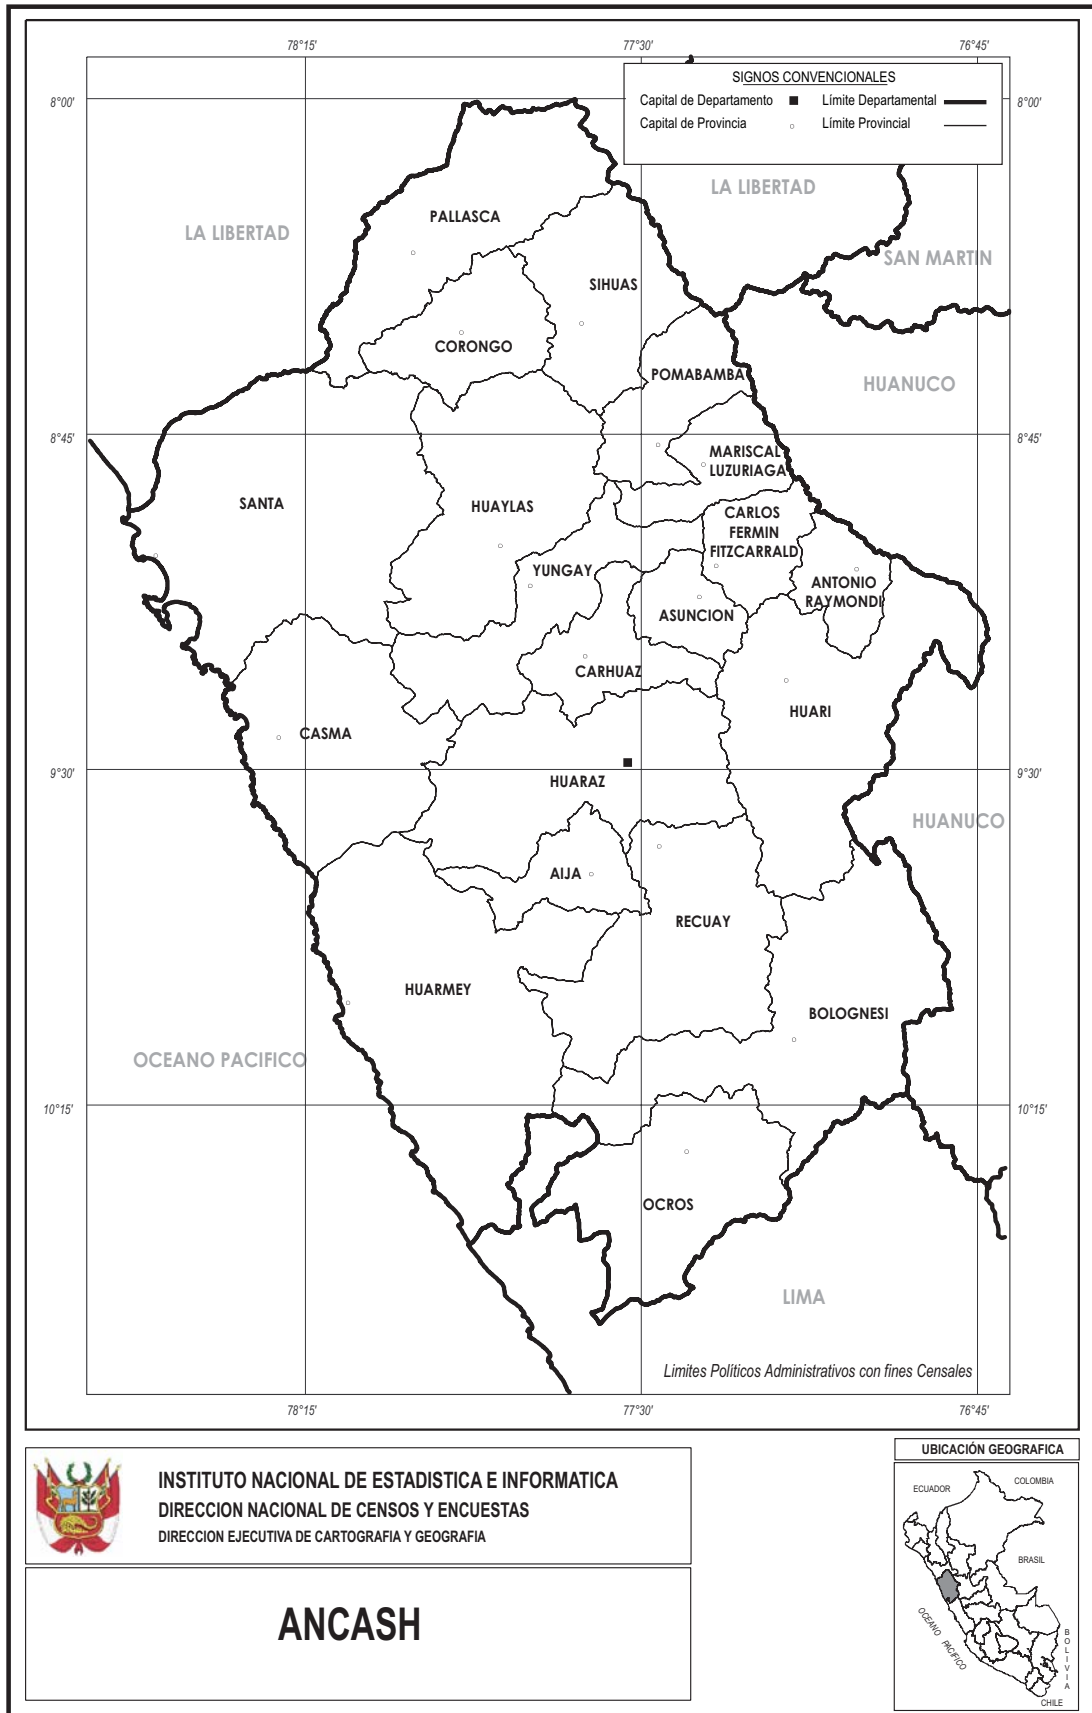 78°15'
77°30'
76°45'
SIGNOS CONVENCIONALES
Capital de Departamento
Límite Departamental
Capital de Provincia
Límite Provincial
8°00'
8°00'
LA LIBERTAD
PALLASCA
LA LIBERTAD
SAN MARTIN
SIHUAS
CORONGO
POMABAMBA
HUANUCO
8°45'
8°45'
MARISCAL
LUZURIAGA
SANTA
HUAYLAS
CARLOS
FERMIN
FITZCARRALD
YUNGAY
ANTONIO
RAYMONDI
ASUNCION
CARHUAZ
HUARI
CASMA
9°30'
9°30'
HUARAZ
HUANUCO
AIJA
RECUAY
HUARMEY
BOLOGNESI
OCEANO PACIFICO
10°15'
10°15'
OCROS
LIMA
Limites Políticos Administrativos con fines Censales
78°15'
77°30'
76°45'
INSTITUTO NACIONAL DE ESTADISTICA E INFORMATICA
DIRECCION NACIONAL DE CENSOS Y ENCUESTAS
DIRECCION EJECUTIVA DE CARTOGRAFIA Y GEOGRAFIA
ANCASH
UBICACIÓN GEOGRAFICA
ECUADOR
COLOMBIA
BRASIL
OCEANO PACIFICO
BOLIVIA
CHILE